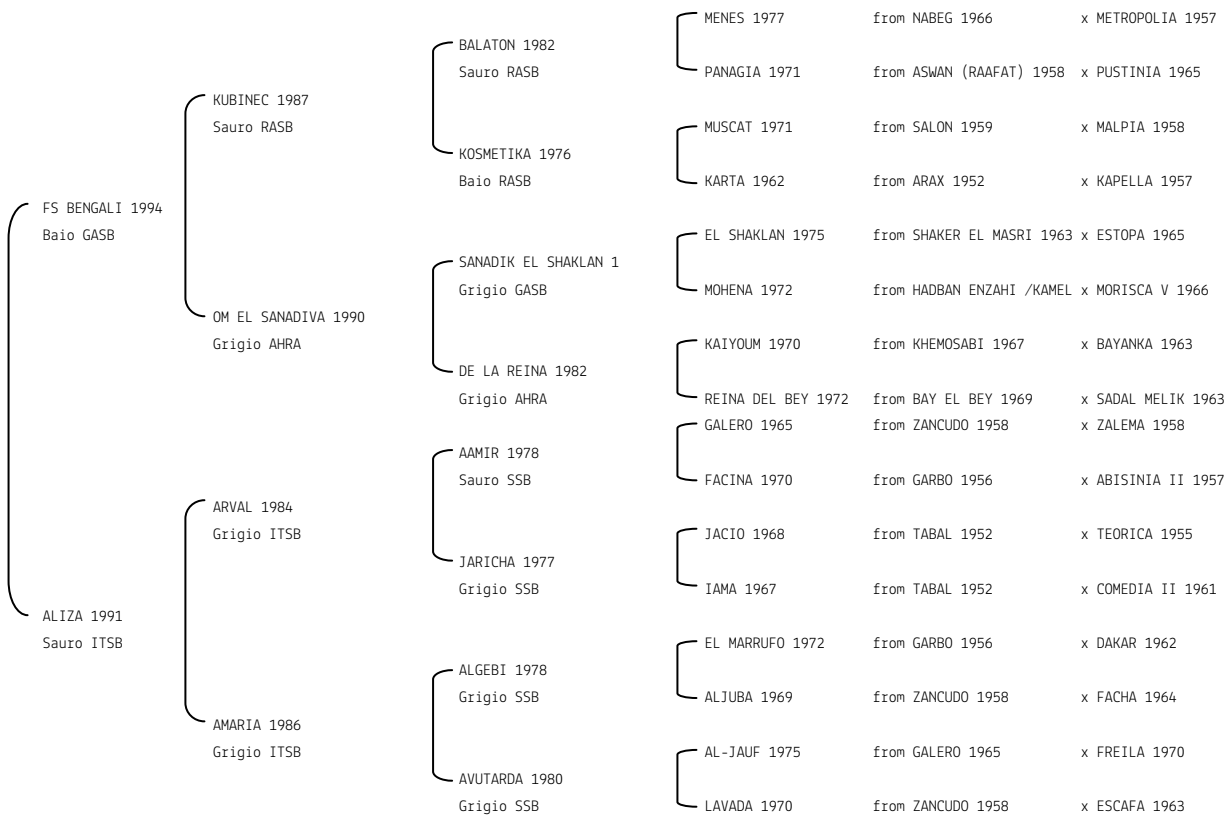 MENES 1977 from NABEG 1966 x METROPOLIA 1957
BALATON 1982
Sauro RASB PANAGIA 1971 from ASWAN (RAAFAT) 1958 x PUSTINIA 1965
KUBINEC 1987
Sauro RASB MUSCAT 1971 from SALON 1959 x MALPIA 1958
KOSMETIKA 1976
Baio RASB KARTA 1962 from ARAX 1952 x KAPELLA 1957
FS BENGALI 1994
Baio GASB EL SHAKLAN 1975 from SHAKER EL MASRI 1963 x ESTOPA 1965
SANADIK EL SHAKLAN 1
Grigio GASB MOHENA 1972 from HADBAN ENZAHI /KAMEL x MORISCA V 1966
OM EL SANADIVA 1990
Grigio AHRA KAIYOUM 1970 from KHEMOSABI 1967 x BAYANKA 1963
DE LA REINA 1982
Grigio AHRA REINA DEL BEY 1972 from BAY EL BEY 1969 x SADAL MELIK 1963
GALERO 1965 from ZANCUDO 1958 x ZALEMA 1958
AAMIR 1978
Sauro SSB FACINA 1970 from GARBO 1956 x ABISINIA II 1957
ARVAL 1984
Grigio ITSB JACIO 1968 from TABAL 1952 x TEORICA 1955
JARICHA 1977
Grigio SSB IAMA 1967 from TABAL 1952 x COMEDIA II 1961
ALIZA 1991
Sauro ITSB EL MARRUFO 1972 from GARBO 1956 x DAKAR 1962
ALGEBI 1978
Grigio SSB ALJUBA 1969 from ZANCUDO 1958 x FACHA 1964
AMARIA 1986
Grigio ITSB AL-JAUF 1975 from GALERO 1965 x FREILA 1970
AVUTARDA 1980
Grigio SSB LAVADA 1970 from ZANCUDO 1958 x ESCAFA 1963